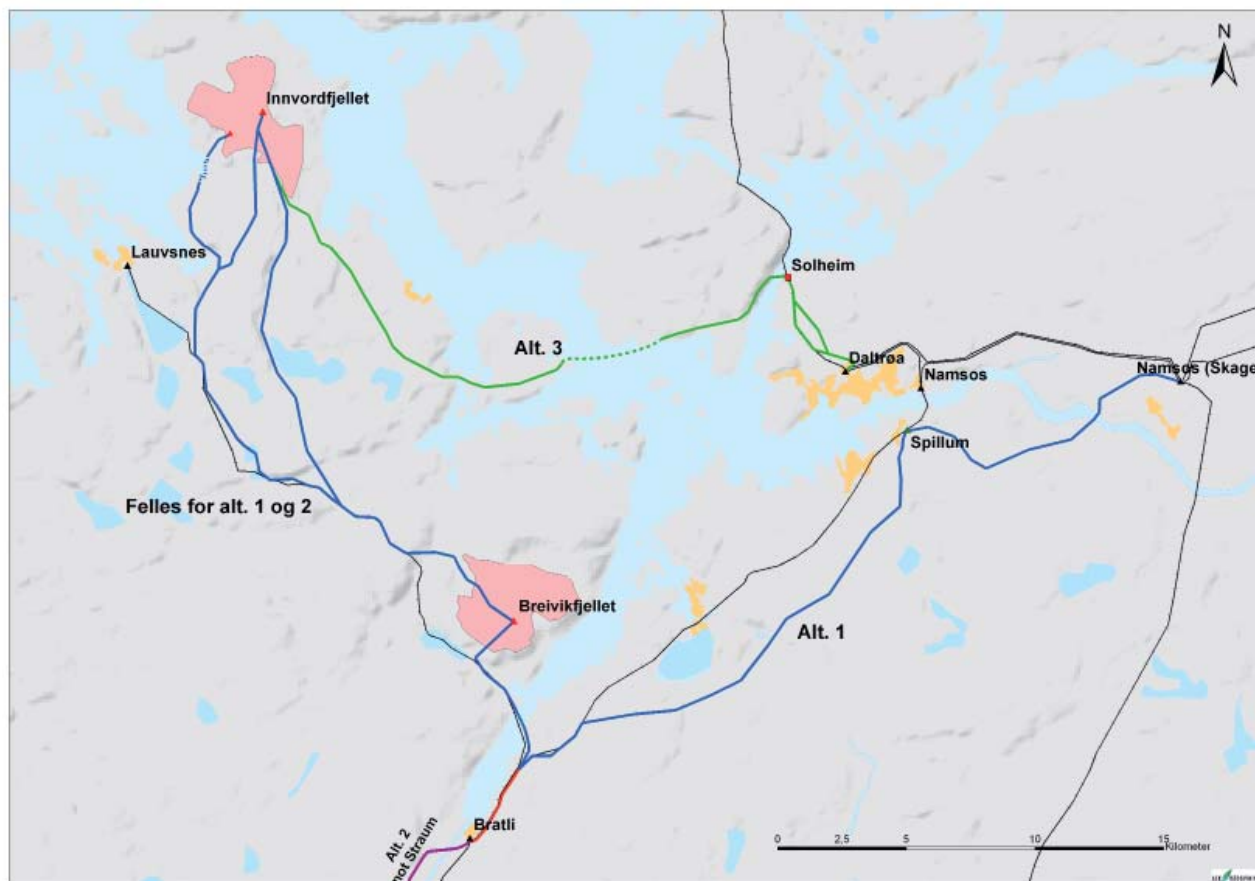 N
Innvordfjellet
Lauvsnes
Solheim
Alt. 3
Daltrøa
Namsos
Namsos (Skage
Spillum
Felles for alt. 1 og 2
Breivikfjellet
Alt. 1
Bratli
Alt. 2
mot Straum
0 2,5 5 10 15
Kilometer